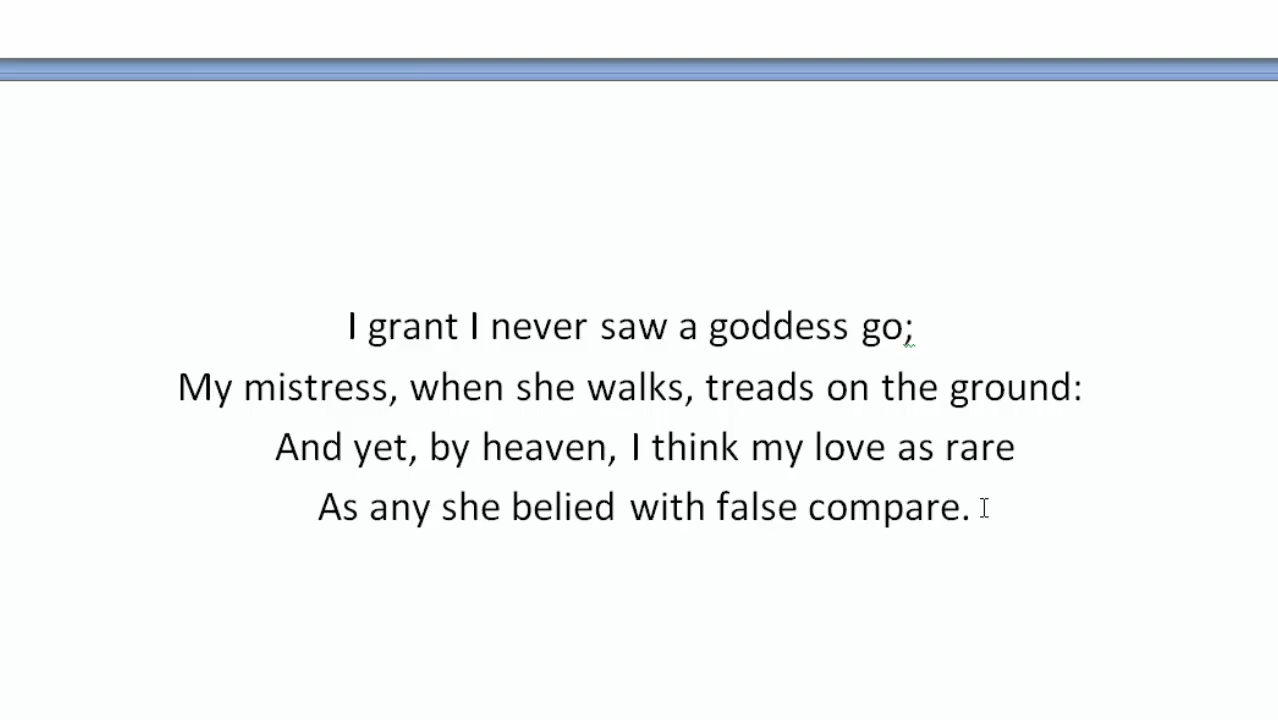 I grant I never saw a goddess go;
My mistress, when she walks, treads on the ground:
And yet, by heaven, I think my love as rare
As any she belied with false compare.